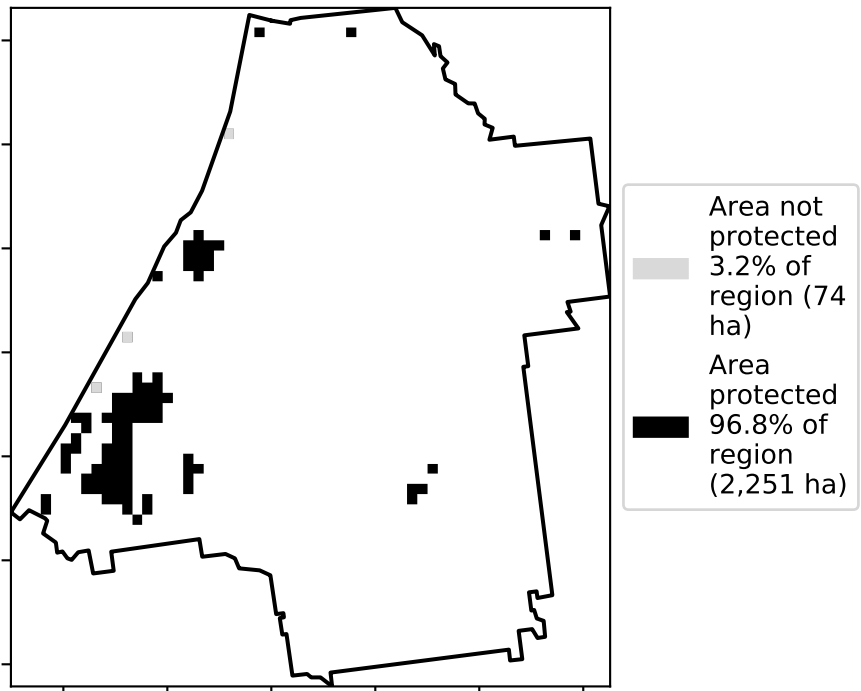 Area not
protected
3.2% of
region (74
ha)
Area
protected
96.8% of
region
(2,251 ha)